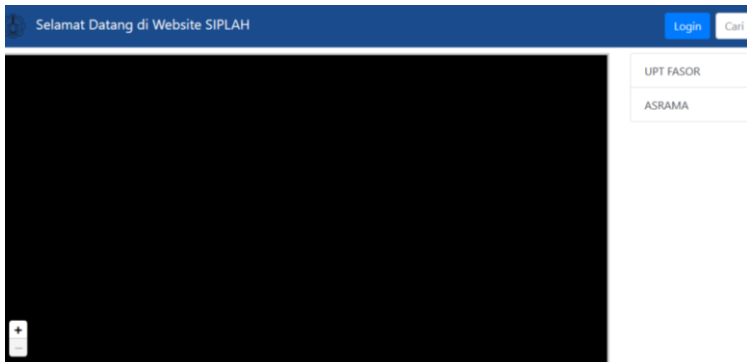 Selamat Datang di Website SIPLAH
Login
Cari
UPT FASOR
ASRAMA
+
−